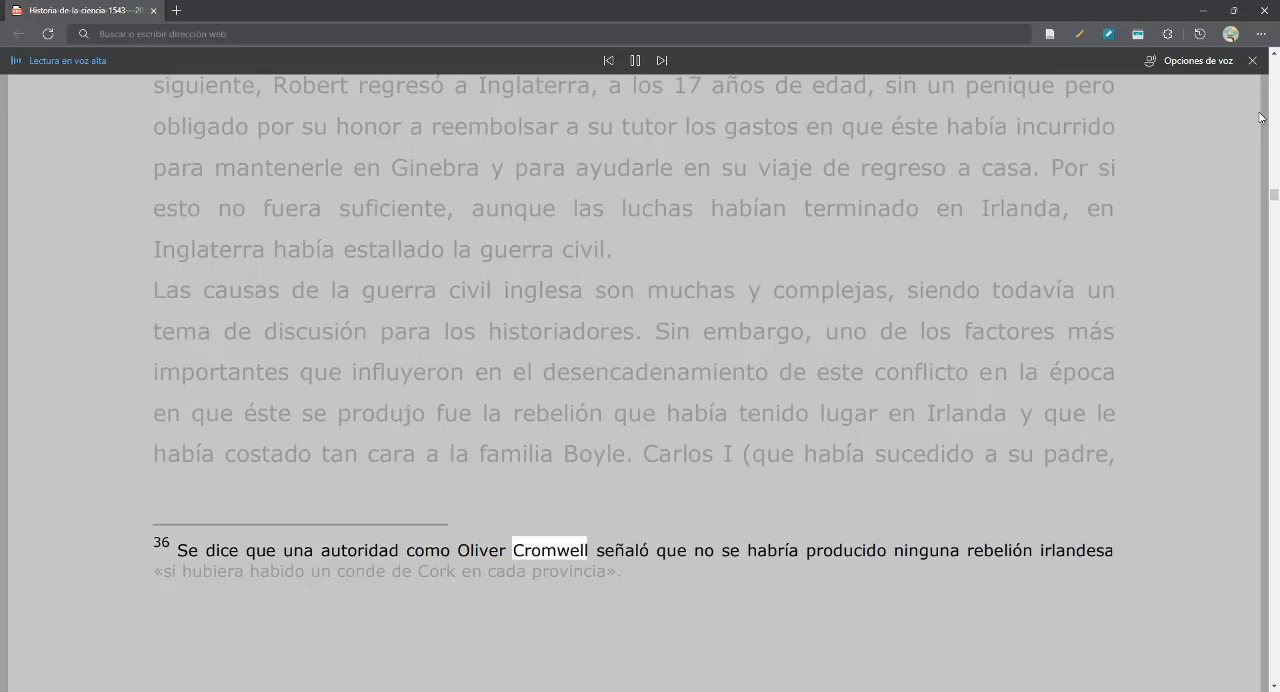 Historia-de-la-ciencia-1543---20
Buscar o escribir dirección web
Lectura en voz alta
Opciones de voz
siguiente, Robert regresó a Inglaterra, a los 17 años de edad, sin un penique pero
obligado por su honor a reembolsar a su tutor los gastos en que éste había incurrido
para mantenerle en Ginebra y para ayudarle en su viaje de regreso a casa. Por si
esto no fuera suficiente, aunque las luchas habían terminado en Irlanda, en
Inglaterra había estallado la guerra civil.
Las causas de la guerra civil inglesa son muchas y complejas, siendo todavía un
tema de discusión para los historiadores. Sin embargo, uno de los factores más
importantes que influyeron en el desencadenamiento de este conflicto en la época
en que éste se produjo fue la rebelión que había tenido lugar en Irlanda y que le
había costado tan cara a la familia Boyle. Carlos I (que había sucedido a su padre,
36 Se dice que una autoridad como Oliver Cromwell señaló que no se habría producido ninguna rebelión irlandesa
«si hubiera habido un conde de Cork en cada provincia».